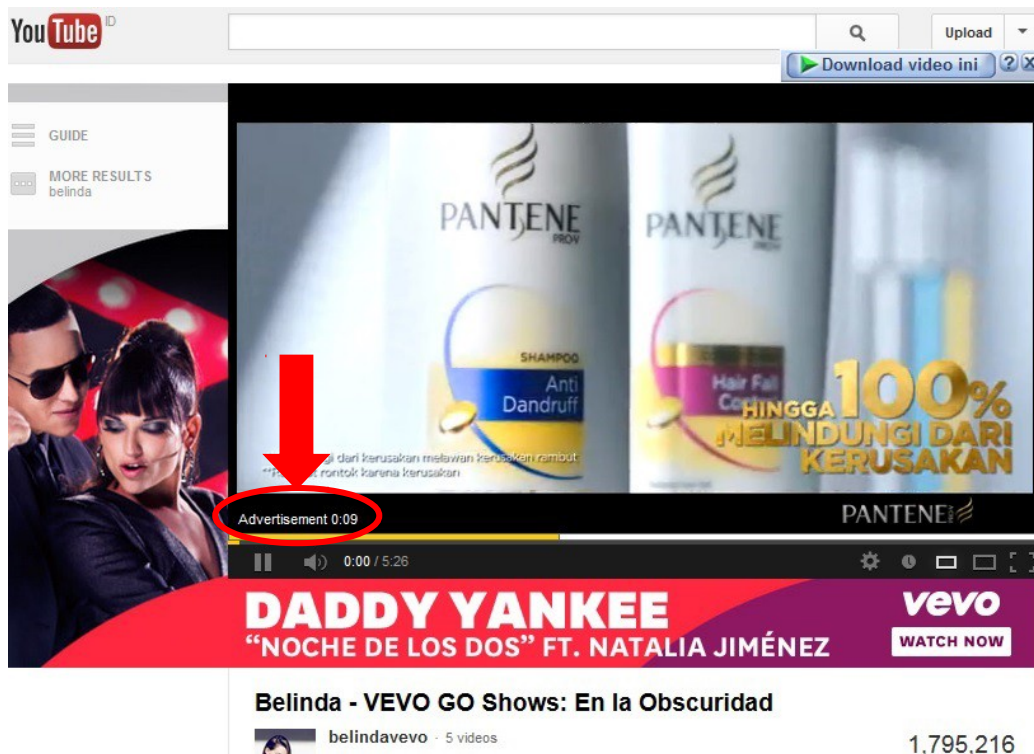 YouTube ID
Upload
Download video ini
GUIDE
MORE RESULTS
belinda
PANTENE
PRO-V
PANTENE
PRO-V
SHAMPOO
Anti
Dandruff
Hair Fall
HINGGA 100%
MELINDUNGI DARI
KERUSAKAN
dari kerusakan melawan kerusakan rambut
rontok karena kerusakan
Advertisement 0:09
PANTENE
0:00 / 5:26
DADDY YANKEE
"NOCHE DE LOS DOS" FT. NATALIA JIMÉNEZ
vevo
WATCH NOW
Belinda - VEVO GO Shows: En la Obscuridad
belindavevo · 5 videos
1,795,216